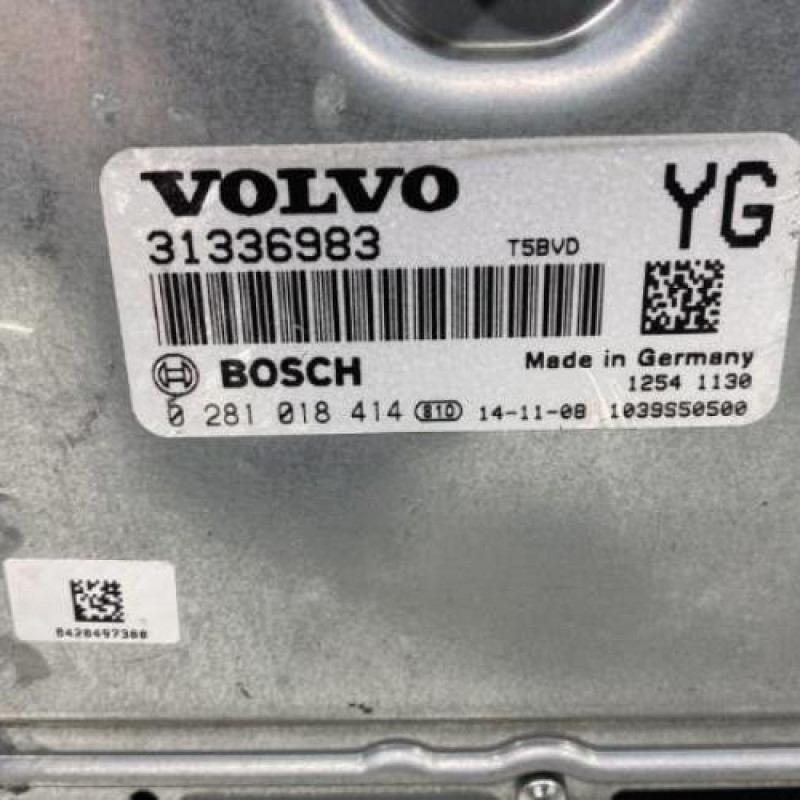 VOLVO
YG
31336983 T5BVD
BOSCH Made in Germany
1254 1130
0 281 018 414 810 14-11-08 1039S50500
8428497388